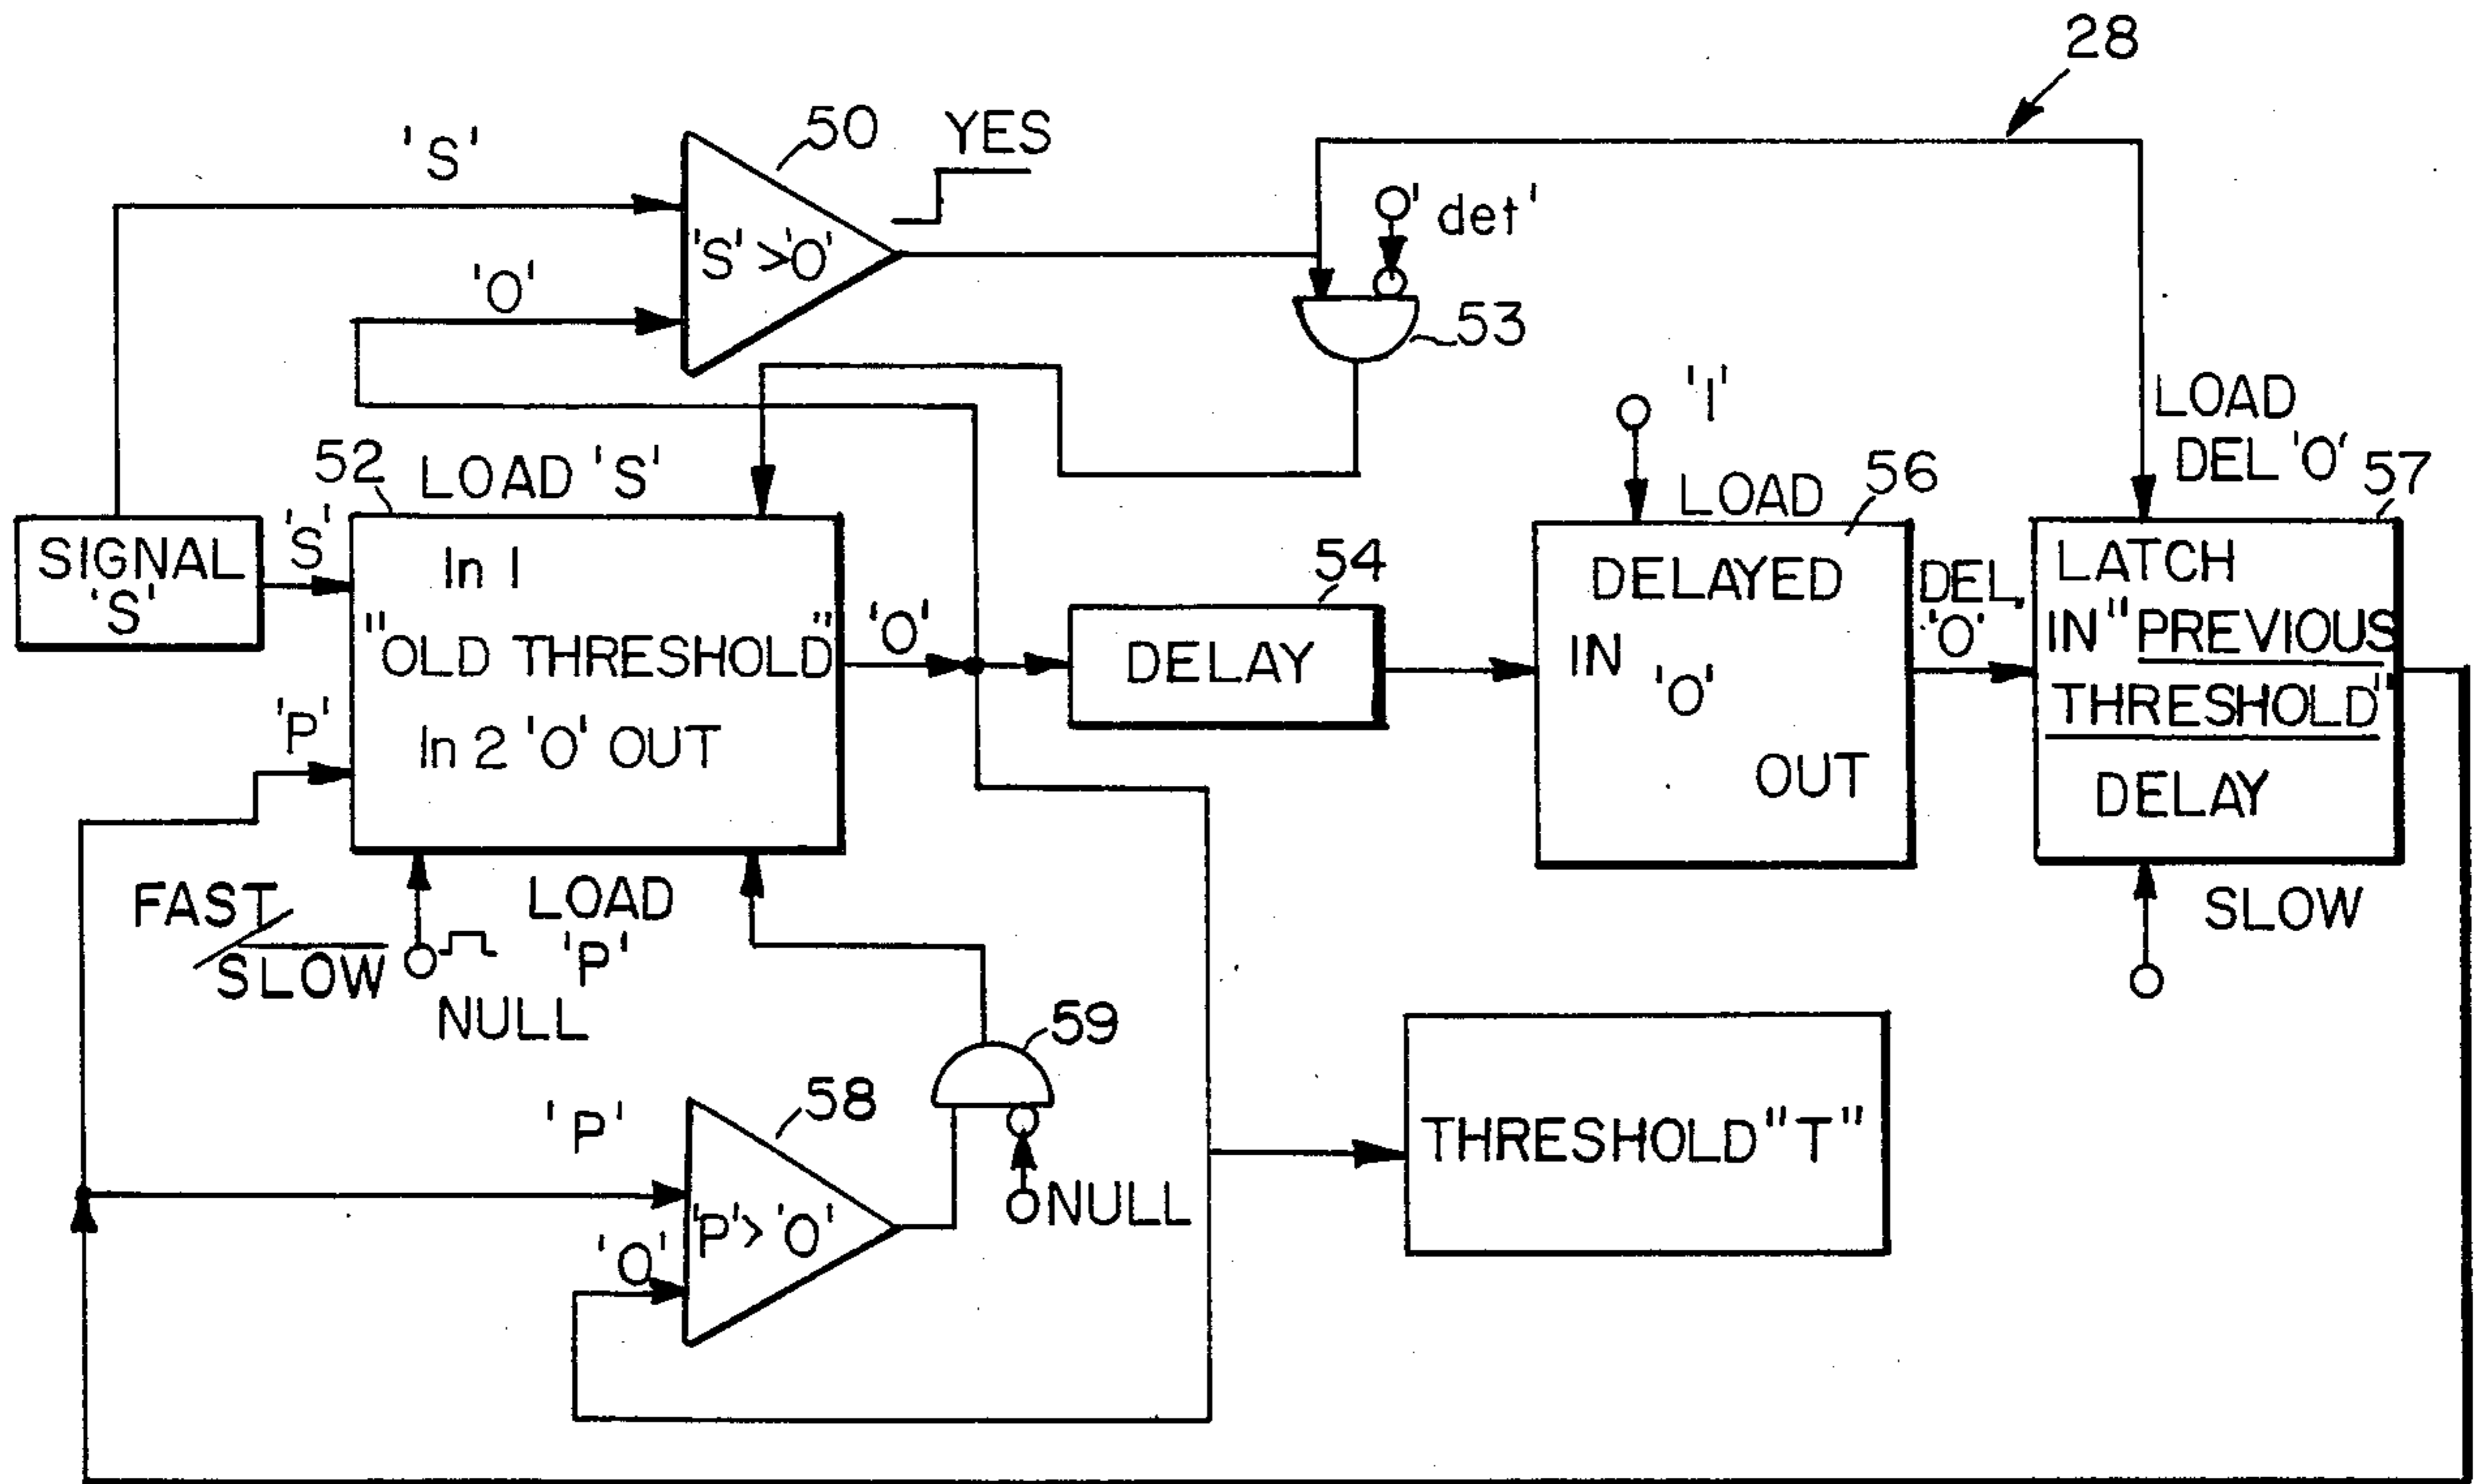 28
50
YES
'S'
'S' > 'O'
'O'
'det'
53
'I'
LOAD
DEL 'O'
52
LOAD 'S'
LOAD
56
57
SIGNAL
'S'
'S'
In 1
"OLD THRESHOLD"
In 2 'O' OUT
'O'
54
DELAY
DELAYED
IN 'O'
OUT
DEL.
'O'
LATCH
IN "PREVIOUS
THRESHOLD"
DELAY
'P'
FAST/SLOW
NULL
LOAD
'P'
SLOW
59
NULL
58
'P'
'P' > 'O'
'O'
THRESHOLD "T"